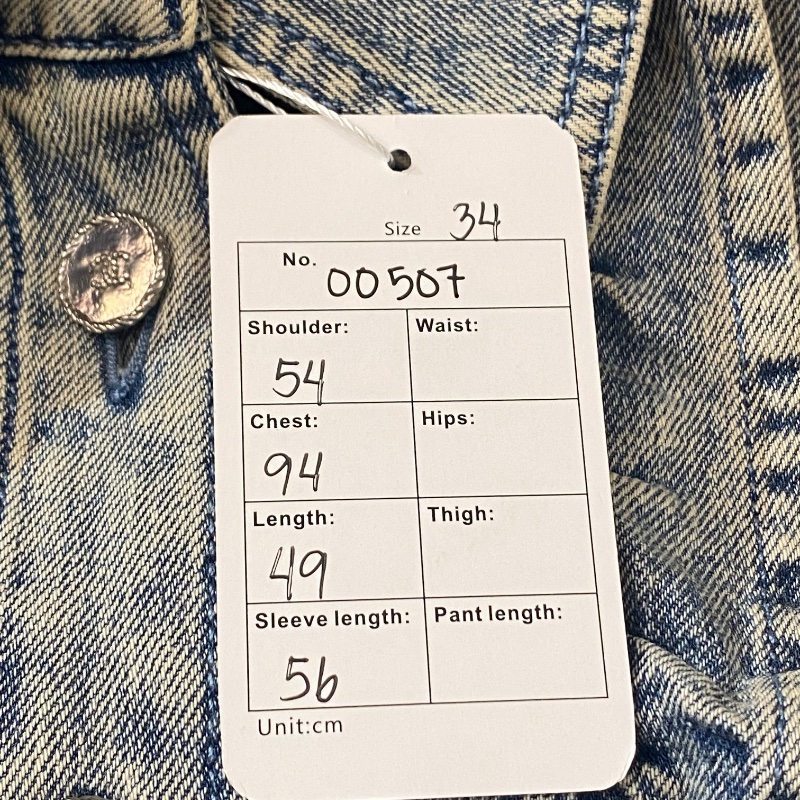 Size 34
No. 00507
Shoulder: 54 Waist:
Chest: 94 Hips:
Length: 49 Thigh:
Sleeve length: 56 Pant length:
Unit:cm